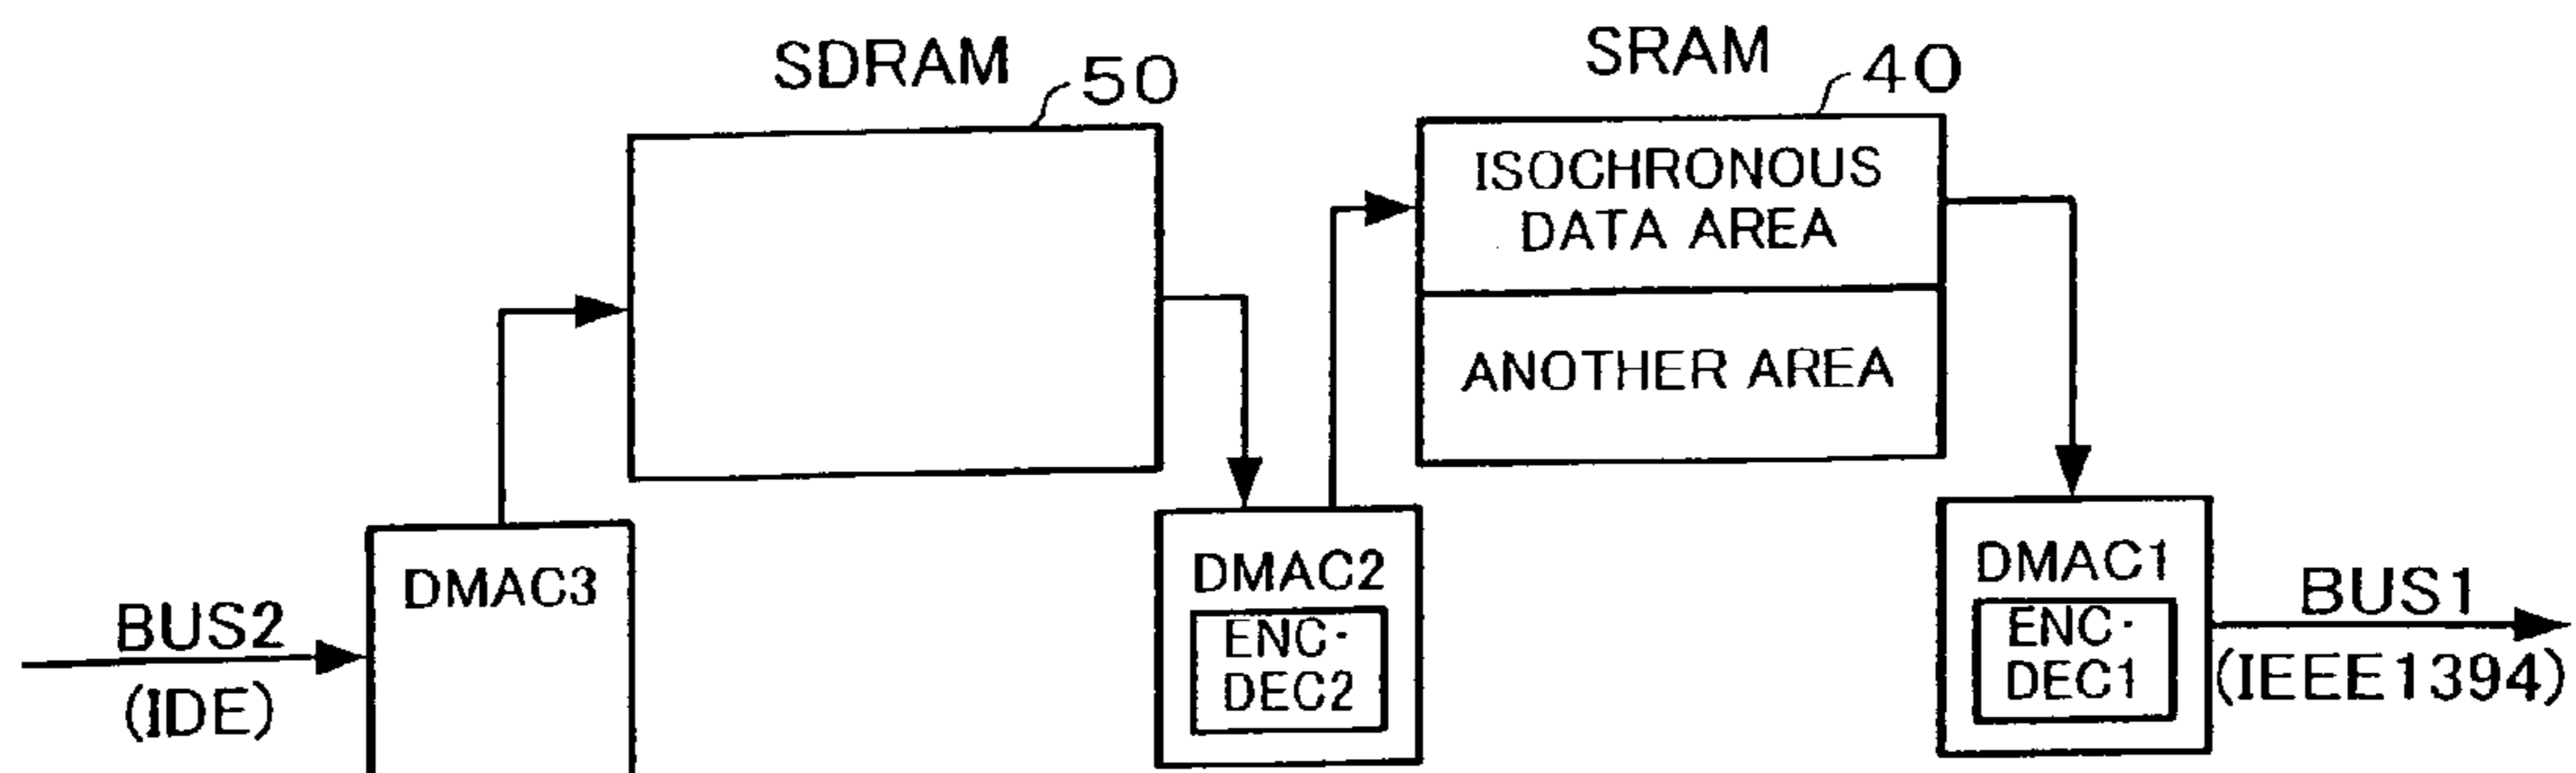 SDRAM
50
SRAM
40
ISOCHRONOUS
DATA AREA
ANOTHER AREA
BUS2
(IDE)
DMAC3
DMAC2
ENC·
DEC2
DMAC1
ENC·
DEC1
BUS1
(IEEE1394)